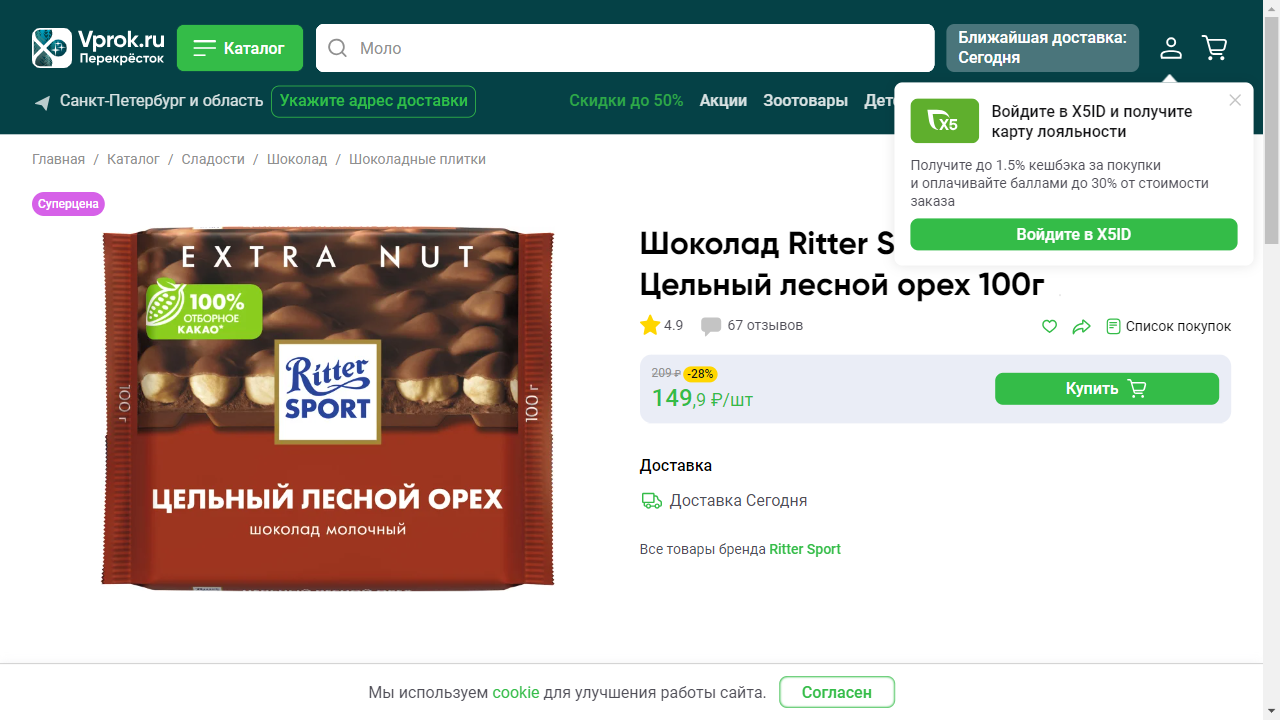 Vprok.ru
Перекрёсток
Каталог
Моло
Ближайшая доставка:
Сегодня
Санкт-Петербург и область
Укажите адрес доставки
Скидки до 50%
Акции
Зоотовары
X5
Войдите в X5ID и получите
карту лояльности
Получите до 1.5% кешбэка за покупки
и оплачивайте баллами до 30% от стоимости
заказа
Войдите в X5ID
Главная / Каталог / Сладости / Шоколад / Шоколадные плитки
Суперцена
EXTRA NUT
100%
ОТБОРНОЕ
КАКАО*
Ritter
SPORT
100 г
100 г
ЦЕЛЬНЫЙ ЛЕСНОЙ ОРЕХ
шоколад молочный
Шоколад Ritter S
Цельный лесной орех 100г
4.9
67 отзывов
Список покупок
209 ₽ -28%
149,9 ₽/шт
Купить
Доставка
Доставка Сегодня
Все товары бренда Ritter Sport
Мы используем cookie для улучшения работы сайта.
Согласен